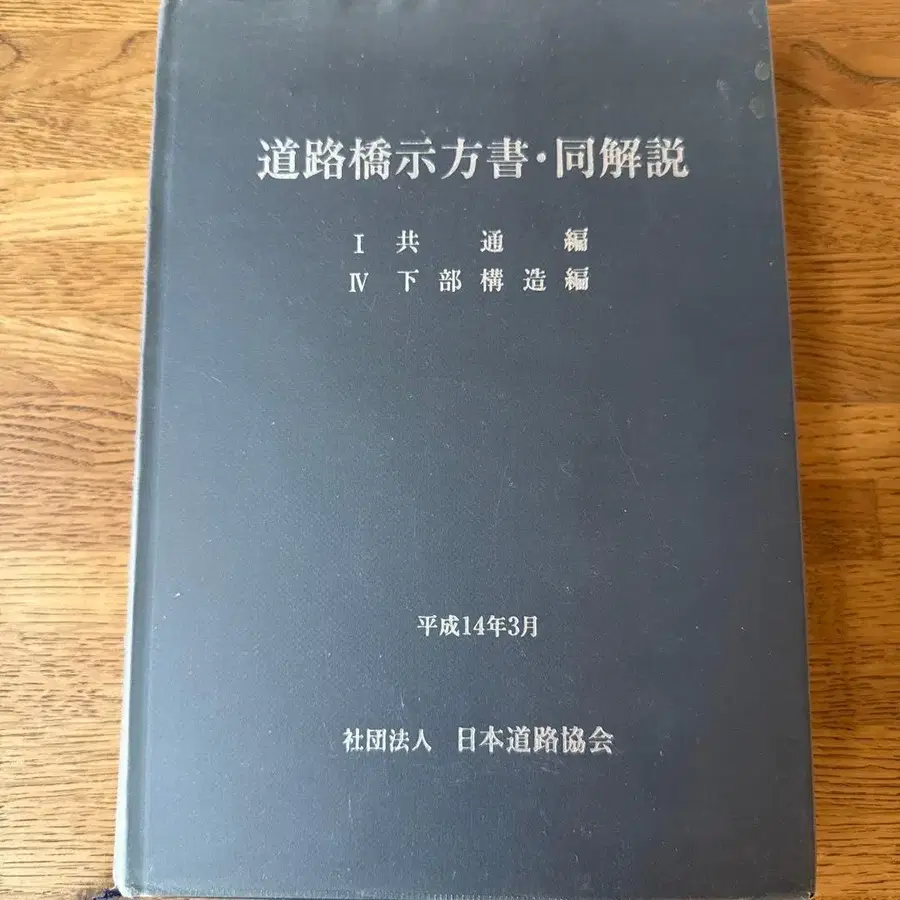 道路橋示方書・同解説
Ⅰ 共通編
Ⅳ 下部構造編
平成14年3月
社団法人 日本道路協会